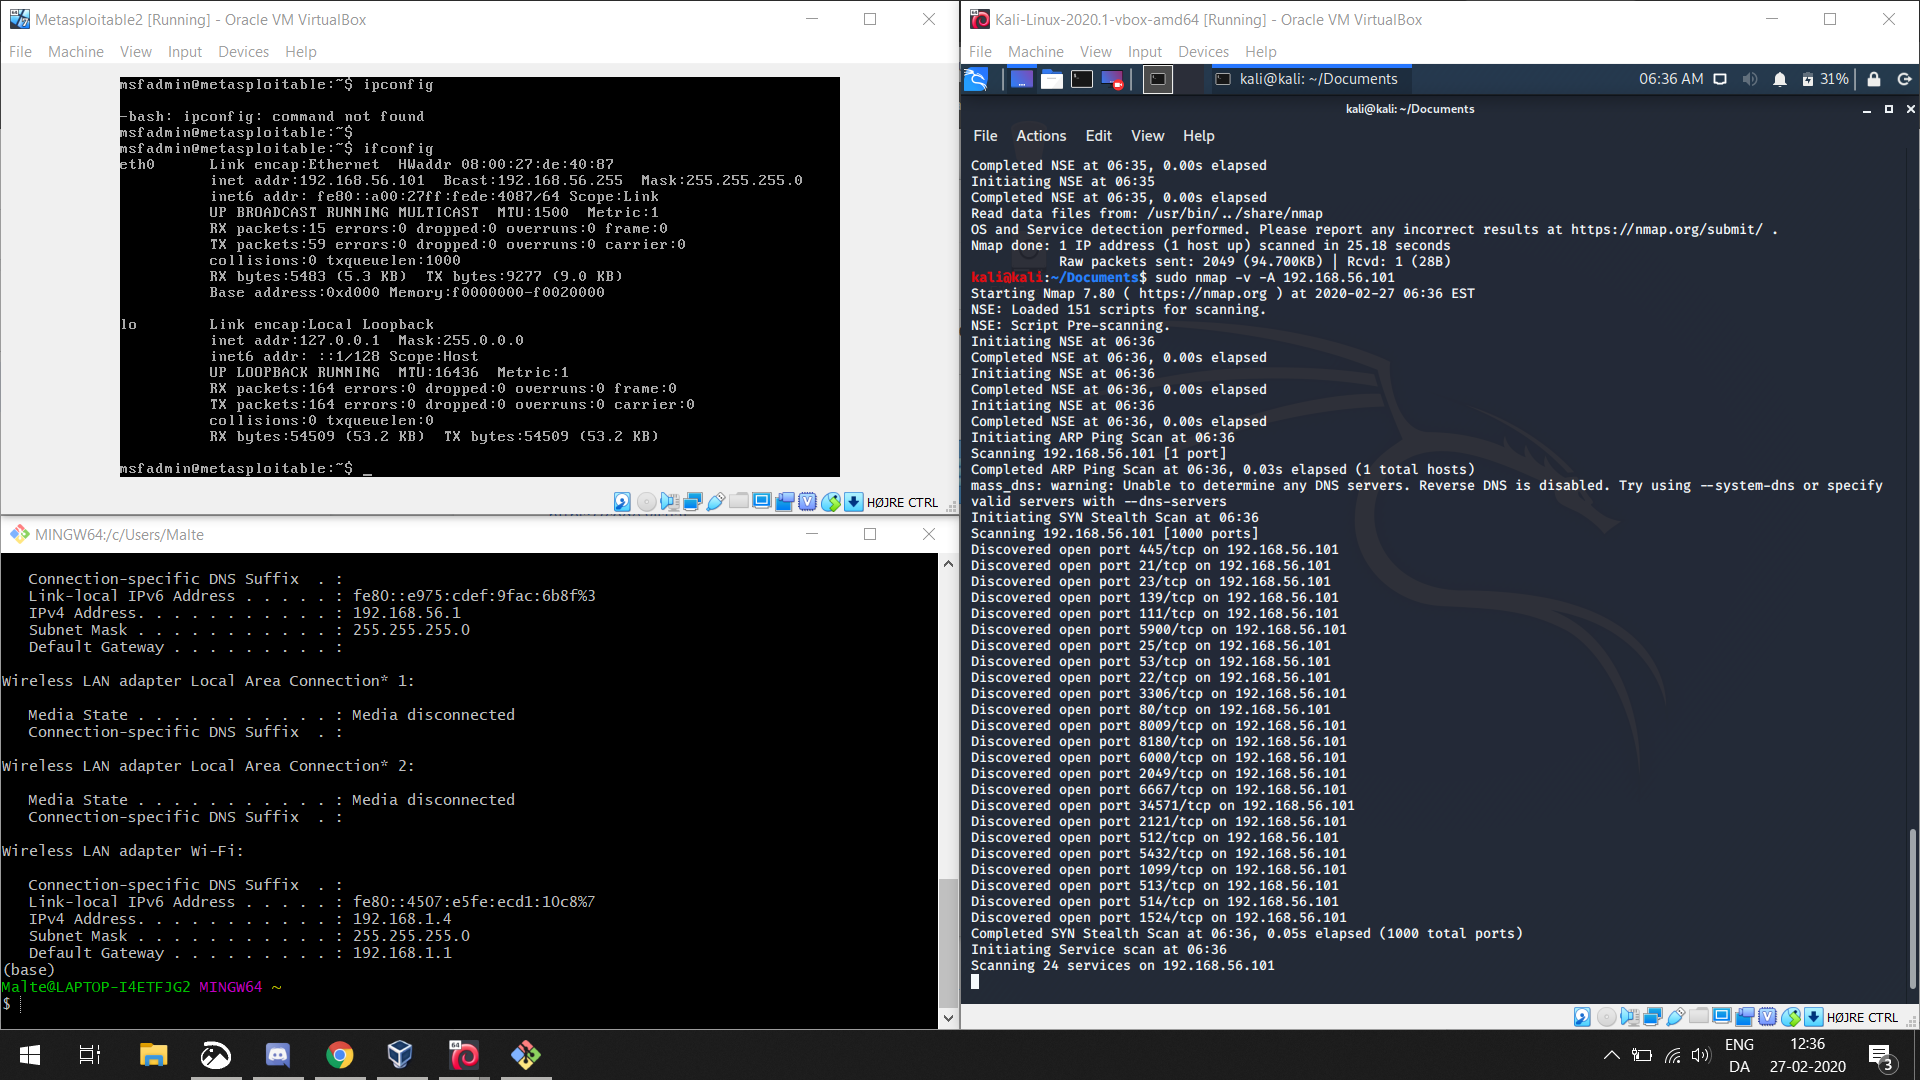 Metasploitable2 [Running] - Oracle VM VirtualBox
File Machine View Input Devices Help
msfadmin@metasploitable:~$ ipconfig
-bash: ipconfig: command not found
msfadmin@metasploitable:~$
msfadmin@metasploitable:~$ ifconfig
eth0 Link encap:Ethernet HWaddr 08:00:27:de:40:87
inet addr:192.168.56.101 Bcast:192.168.56.255 Mask:255.255.255.0
inet6 addr: fe80::a00:27ff:fede:4087/64 Scope:Link
UP BROADCAST RUNNING MULTICAST MTU:1500 Metric:1
RX packets:15 errors:0 dropped:0 overruns:0 frame:0
TX packets:59 errors:0 dropped:0 overruns:0 carrier:0
collisions:0 txqueuelen:1000
RX bytes:5483 (5.3 KB) TX bytes:9277 (9.0 KB)
Base address:0xd000 Memory:f0000000-f0020000
lo Link encap:Local Loopback
inet addr:127.0.0.1 Mask:255.0.0.0
inet6 addr: ::1/128 Scope:Host
UP LOOPBACK RUNNING MTU:16436 Metric:1
RX packets:164 errors:0 dropped:0 overruns:0 frame:0
TX packets:164 errors:0 dropped:0 overruns:0 carrier:0
collisions:0 txqueuelen:0
RX bytes:54509 (53.2 KB) TX bytes:54509 (53.2 KB)
msfadmin@metasploitable:~$ _
HØJRE CTRL
MINGW64:/c/Users/Malte
Connection-specific DNS Suffix . :
Link-local IPv6 Address . . . . . : fe80::e975:cdef:9fac:6b8f%3
IPv4 Address. . . . . . . . . . . : 192.168.56.1
Subnet Mask . . . . . . . . . . . : 255.255.255.0
Default Gateway . . . . . . . . . :
Wireless LAN adapter Local Area Connection* 1:
Media State . . . . . . . . . . . : Media disconnected
Connection-specific DNS Suffix . :
Wireless LAN adapter Local Area Connection* 2:
Media State . . . . . . . . . . . : Media disconnected
Connection-specific DNS Suffix . :
Wireless LAN adapter Wi-Fi:
Connection-specific DNS Suffix . :
Link-local IPv6 Address . . . . . : fe80::4507:e5fe:ecd1:10c8%7
IPv4 Address. . . . . . . . . . . : 192.168.1.4
Subnet Mask . . . . . . . . . . . : 255.255.255.0
Default Gateway . . . . . . . . . : 192.168.1.1
(base)
Malte@LAPTOP-I4ETFJG2 MINGW64 ~
$
Kali-Linux-2020.1-vbox-amd64 [Running] - Oracle VM VirtualBox
File Machine View Input Devices Help
kali@kali: ~/Documents 06:36 AM 31%
kali@kali: ~/Documents
File Actions Edit View Help
Completed NSE at 06:35, 0.00s elapsed
Initiating NSE at 06:35
Completed NSE at 06:35, 0.00s elapsed
Read data files from: /usr/bin/../share/nmap
OS and Service detection performed. Please report any incorrect results at https://nmap.org/submit/ .
Nmap done: 1 IP address (1 host up) scanned in 25.18 seconds
Raw packets sent: 2049 (94.700KB) | Rcvd: 1 (28B)
kali@kali:~/Documents$ sudo nmap -v -A 192.168.56.101
Starting Nmap 7.80 ( https://nmap.org ) at 2020-02-27 06:36 EST
NSE: Loaded 151 scripts for scanning.
NSE: Script Pre-scanning.
Initiating NSE at 06:36
Completed NSE at 06:36, 0.00s elapsed
Initiating NSE at 06:36
Completed NSE at 06:36, 0.00s elapsed
Initiating NSE at 06:36
Completed NSE at 06:36, 0.00s elapsed
Initiating ARP Ping Scan at 06:36
Scanning 192.168.56.101 [1 port]
Completed ARP Ping Scan at 06:36, 0.03s elapsed (1 total hosts)
mass_dns: warning: Unable to determine any DNS servers. Reverse DNS is disabled. Try using --system-dns or specify
valid servers with --dns-servers
Initiating SYN Stealth Scan at 06:36
Scanning 192.168.56.101 [1000 ports]
Discovered open port 445/tcp on 192.168.56.101
Discovered open port 21/tcp on 192.168.56.101
Discovered open port 23/tcp on 192.168.56.101
Discovered open port 139/tcp on 192.168.56.101
Discovered open port 111/tcp on 192.168.56.101
Discovered open port 5900/tcp on 192.168.56.101
Discovered open port 25/tcp on 192.168.56.101
Discovered open port 53/tcp on 192.168.56.101
Discovered open port 22/tcp on 192.168.56.101
Discovered open port 3306/tcp on 192.168.56.101
Discovered open port 80/tcp on 192.168.56.101
Discovered open port 8009/tcp on 192.168.56.101
Discovered open port 8180/tcp on 192.168.56.101
Discovered open port 6000/tcp on 192.168.56.101
Discovered open port 2049/tcp on 192.168.56.101
Discovered open port 6667/tcp on 192.168.56.101
Discovered open port 34571/tcp on 192.168.56.101
Discovered open port 2121/tcp on 192.168.56.101
Discovered open port 512/tcp on 192.168.56.101
Discovered open port 5432/tcp on 192.168.56.101
Discovered open port 1099/tcp on 192.168.56.101
Discovered open port 513/tcp on 192.168.56.101
Discovered open port 514/tcp on 192.168.56.101
Discovered open port 1524/tcp on 192.168.56.101
Completed SYN Stealth Scan at 06:36, 0.05s elapsed (1000 total ports)
Initiating Service scan at 06:36
Scanning 24 services on 192.168.56.101
HØJRE CTRL
ENG
DA
12:36
27-02-2020
3